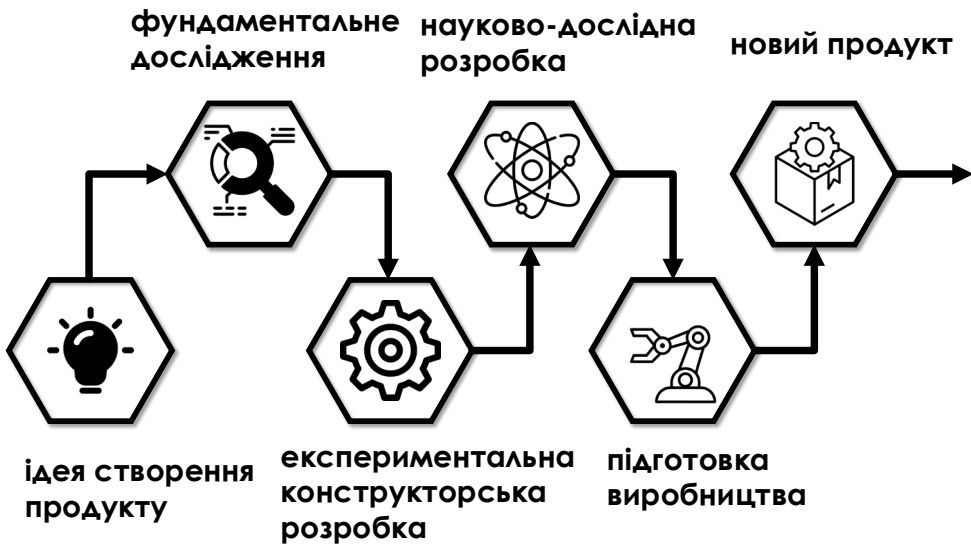 фундаментальне
дослідження
науково-дослідна
розробка
новий продукт
ідея створення
продукту
експериментальна
конструкторська
розробка
підготовка
виробництва